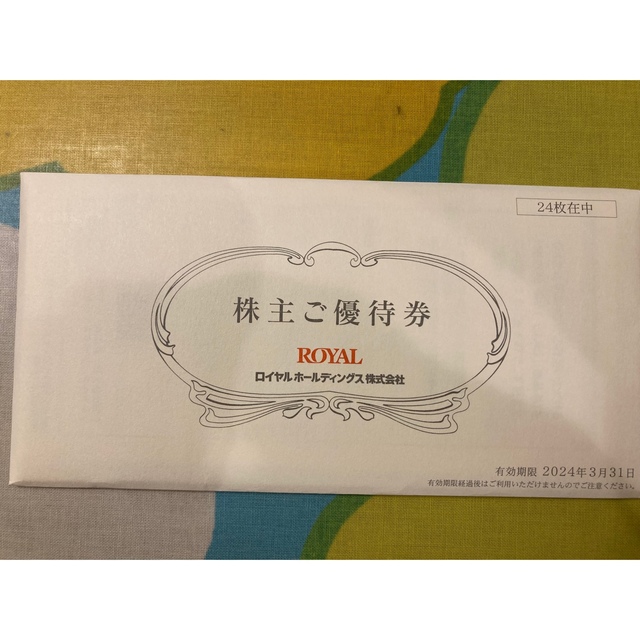 24枚在中
株主ご優待券
ROYAL
ロイヤル ホールディングス 株式会社
有効期限 2024年3月31日
有効期限経過後はご利用いただけませんのでご注意ください。